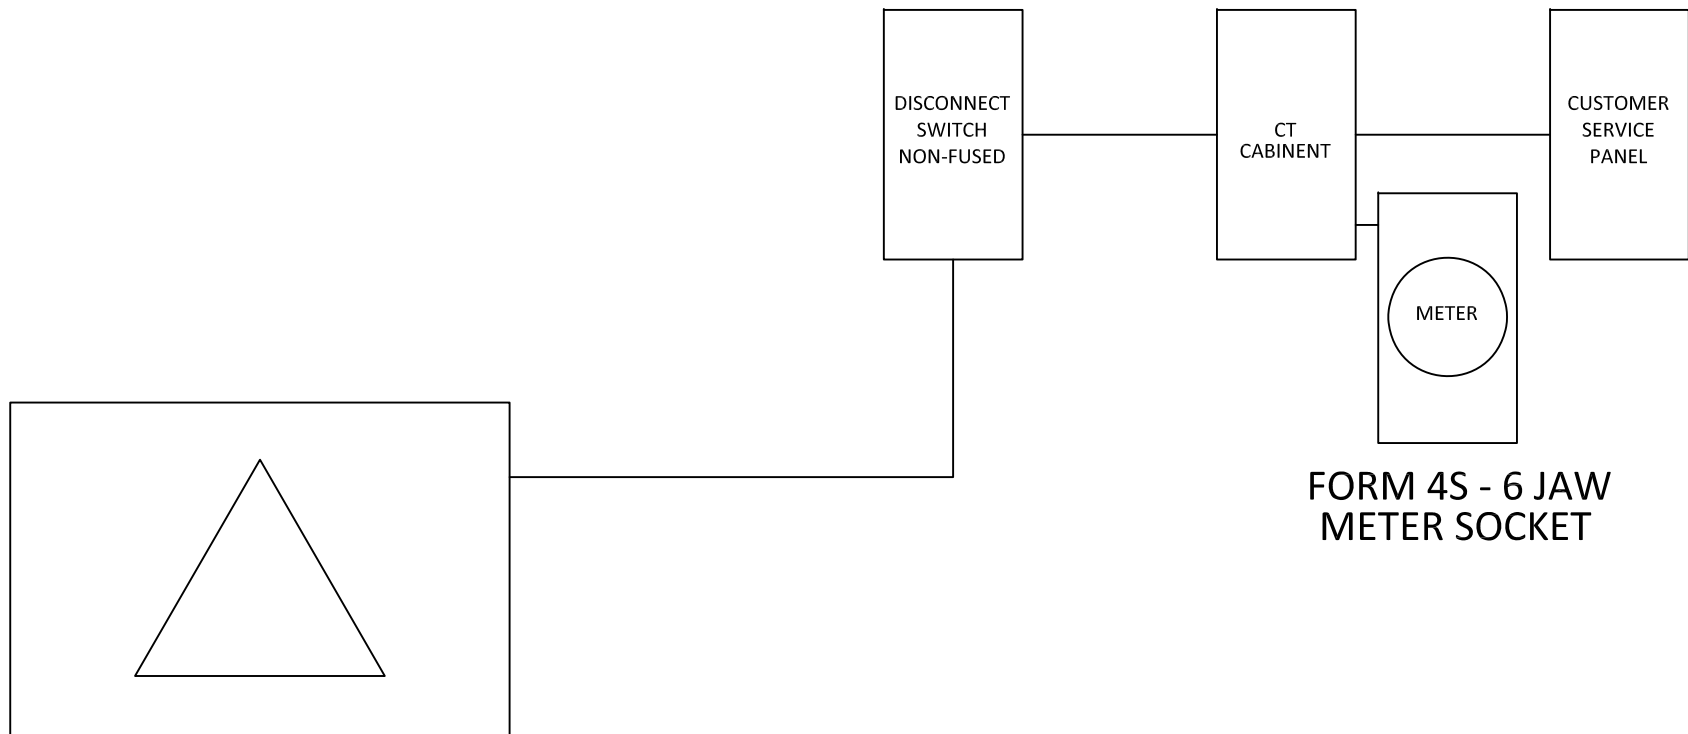 DISCONNECT
SWITCH
NON-FUSED
CT
CABINENT
CUSTOMER
SERVICE
PANEL
METER
FORM 4S - 6 JAW
METER SOCKET